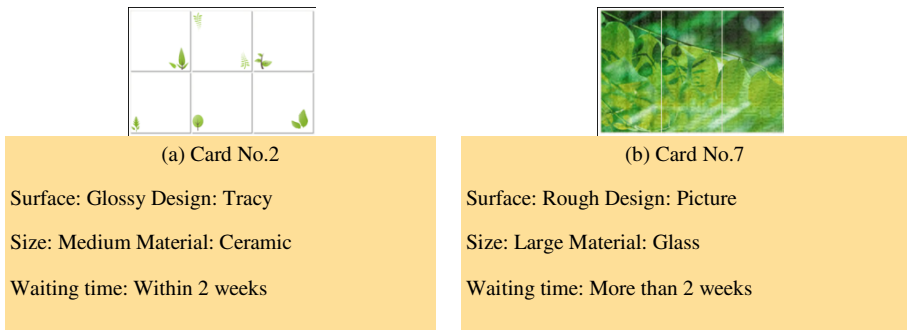 (a) Card No.2
Surface: Glossy Design: Tracy
Size: Medium Material: Ceramic
Waiting time: Within 2 weeks
(b) Card No.7
Surface: Rough Design: Picture
Size: Large Material: Glass
Waiting time: More than 2 weeks